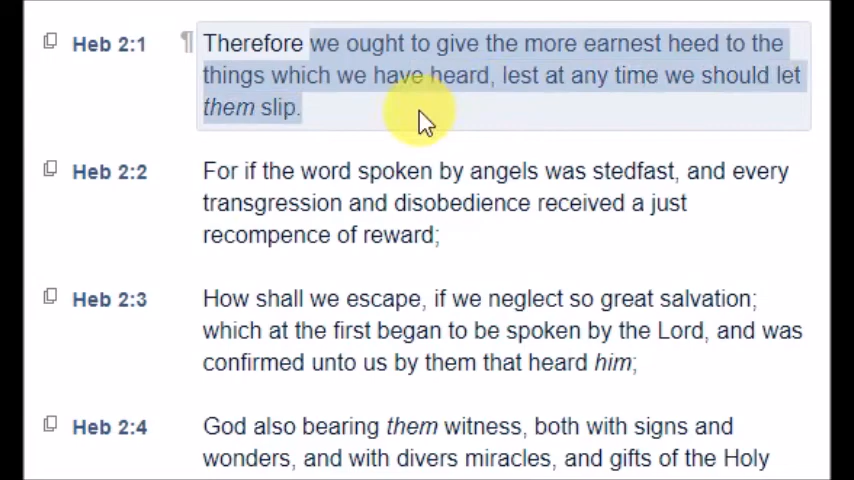 Heb 2:1 ¶ Therefore we ought to give the more earnest heed to the
things which we have heard, lest at any time we should let
them slip.
Heb 2:2 For if the word spoken by angels was stedfast, and every
transgression and disobedience received a just
recompence of reward;
Heb 2:3 How shall we escape, if we neglect so great salvation;
which at the first began to be spoken by the Lord, and was
confirmed unto us by them that heard him;
Heb 2:4 God also bearing them witness, both with signs and
wonders, and with divers miracles, and gifts of the Holy